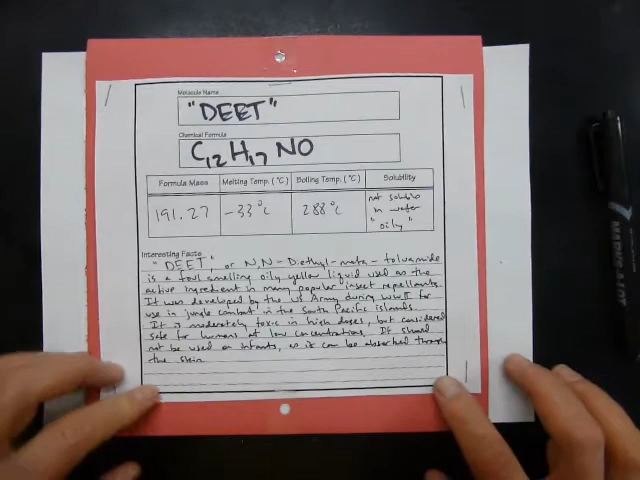 Molecule Name
"DEET"
Chemical Formula
C12H17NO
Formula Mass
Melting Temp. (°C)
Boiling Temp. (°C)
Solubility
191.27
-33°C
288°C
not soluble
in water
"oily"
Interesting Facts
"DEET", or N,N-Diethyl-meta-toluamide
is a foul smelling oily yellow liquid used as the
active ingredient in many popular insect repellants.
It was developed by the US Army during WWII for
use in jungle combat in the South Pacific islands.
It is moderately toxic in high doses, but considered
safe for humans at low concentrations. It should
not be used on infants, as it can be absorbed through
the skin
MARKS-A-LOT